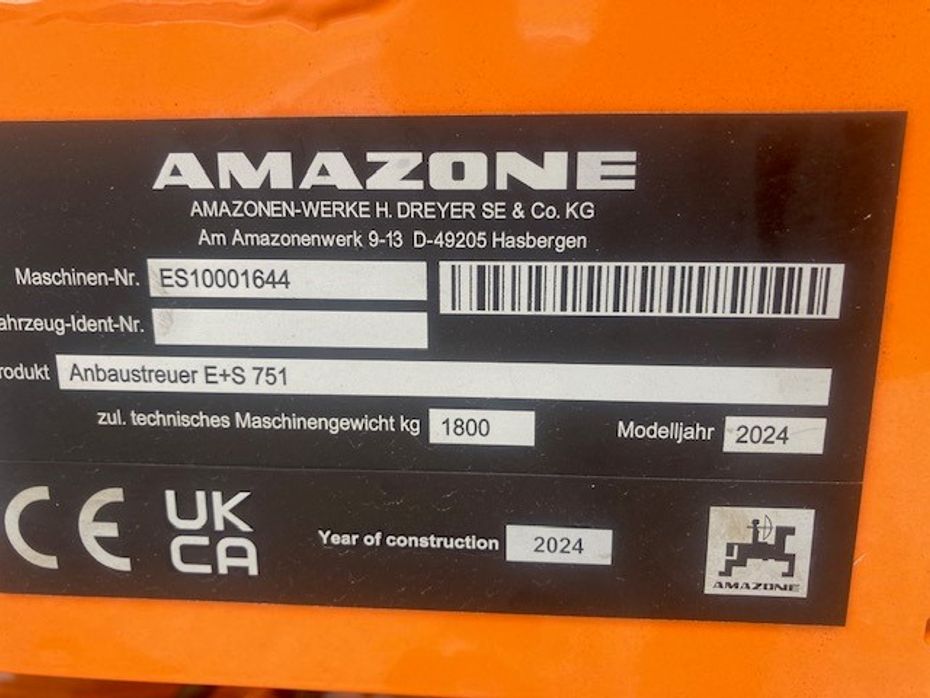 AMAZONE
AMAZONEN-WERKE H. DREYER SE & Co. KG
Am Amazonenwerk 9-13 D-49205 Hasbergen
Maschinen-Nr. ES10001644
ahrzeug-Ident-Nr.
rodukt Anbaustreuer E+S 751
zul. technisches Maschinengewicht kg 1800 Modelljahr 2024
CE UK CA Year of construction 2024
AMAZONE